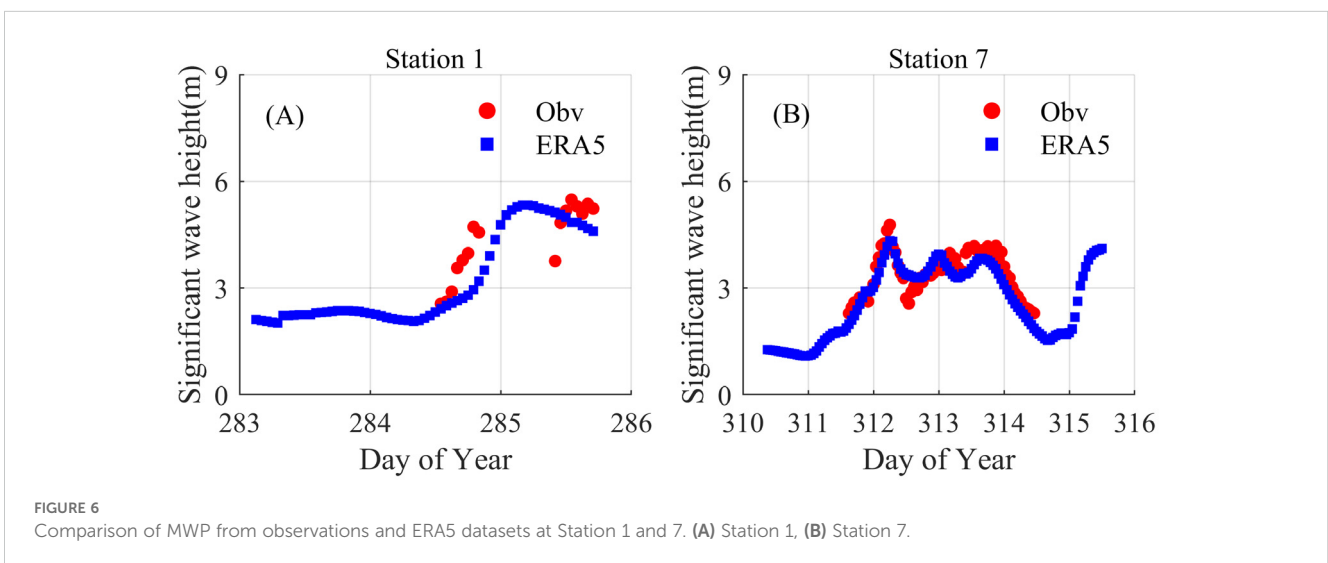 Station 1
Significant wave height(m)
9
6
3
0
(A)
Obv
ERA5
283 284 285 286
Day of Year
Station 7
Significant wave height(m)
9
6
3
0
(B)
Obv
ERA5
310 311 312 313 314 315 316
Day of Year
FIGURE 6
Comparison of MWP from observations and ERA5 datasets at Station 1 and 7. (A) Station 1, (B) Station 7.